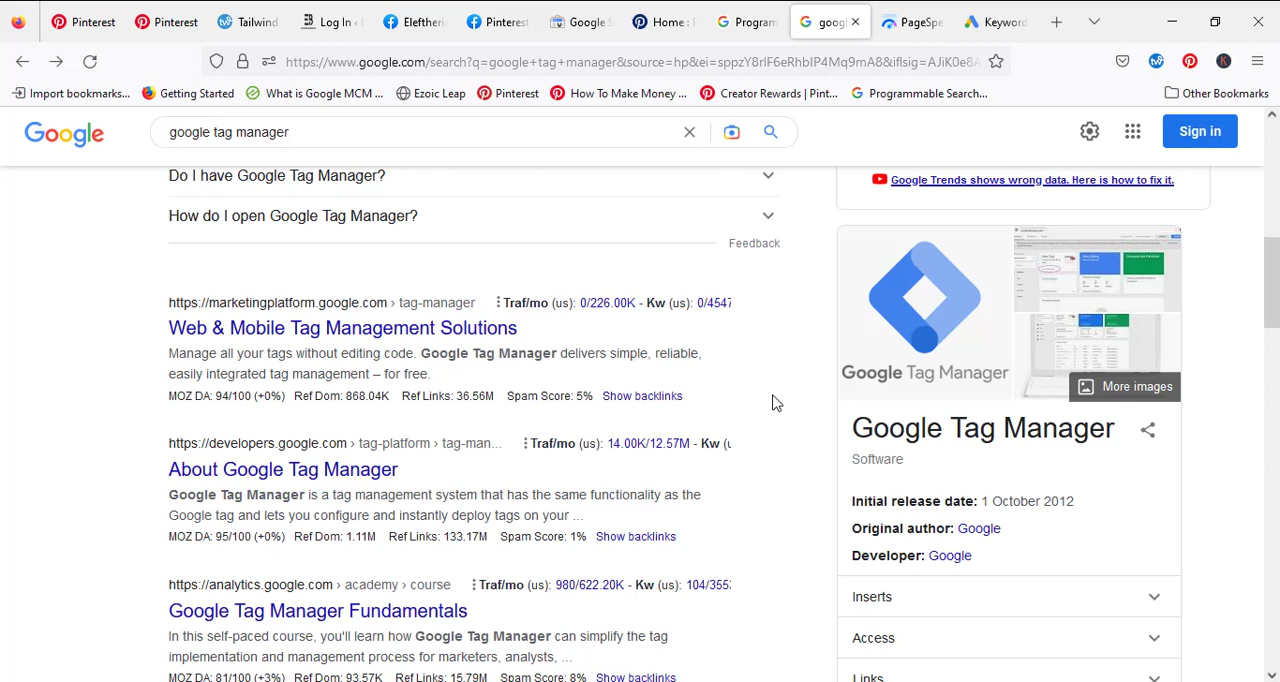 Pinterest
Pinterest
Tailwind
Log In ‹
Eleftheri
Pinterest
Google S
Home : P
Program
googl
PageSpe
Keyword
https://www.google.com/search?q=google+tag+manager&source=hp&ei=
Import bookmarks...
Getting Started
What is Google MCM ...
Ezoic Leap
Pinterest
How To Make Money ...
Creator Rewards | Pint...
Programmable Search...
Other Bookmarks
Google
google tag manager
Sign in
Do I have Google Tag Manager?
How do I open Google Tag Manager?
Feedback
https://marketingplatform.google.com › tag-manager
Traf/mo (us): 0/226.00K - Kw (us): 0/4547
Web & Mobile Tag Management Solutions
Manage all your tags without editing code. Google Tag Manager delivers simple, reliable,
easily integrated tag management – for free.
MOZ DA: 94/100 (+0%) Ref Dom: 868.04K Ref Links: 36.56M Spam Score: 5% Show backlinks
https://developers.google.com › tag-platform › tag-man...
Traf/mo (us): 14.00K/12.57M - Kw (u
About Google Tag Manager
Google Tag Manager is a tag management system that has the same functionality as the
Google tag and lets you configure and instantly deploy tags on your ...
MOZ DA: 95/100 (+0%) Ref Dom: 1.11M Ref Links: 133.17M Spam Score: 1% Show backlinks
https://analytics.google.com › academy › course
Traf/mo (us): 980/622.20K - Kw (us): 104/355
Google Tag Manager Fundamentals
In this self-paced course, you'll learn how Google Tag Manager can simplify the tag
implementation and management process for marketers, analysts, ...
MOZ DA: 81/100 (+3%) Ref Dom: 93.57K Ref Links: 15.79M Spam Score: 8% Show backlinks
Google Trends shows wrong data. Here is how to fix it.
Google Tag Manager
More images
Google Tag Manager
Software
Initial release date: 1 October 2012
Original author: Google
Developer: Google
Inserts
Access
Links